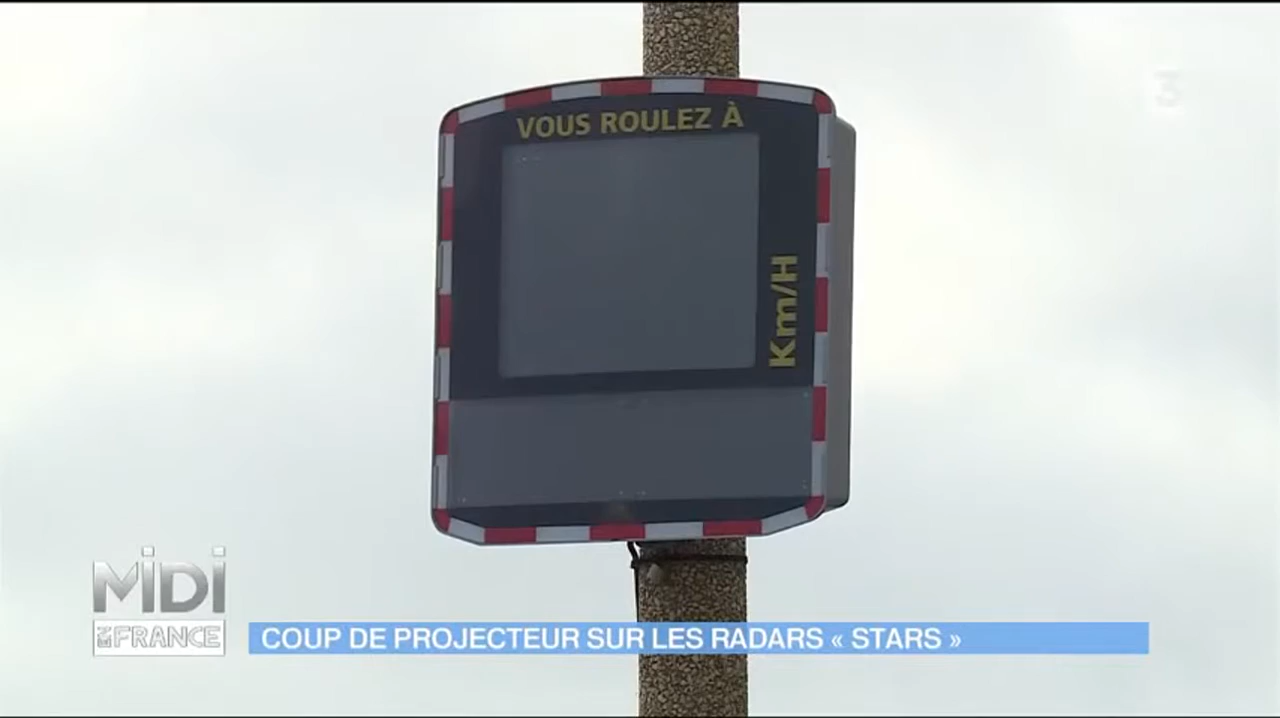 3
VOUS ROULEZ À
Km/H
MiDi
EN FRANCE
COUP DE PROJECTEUR SUR LES RADARS « STARS »